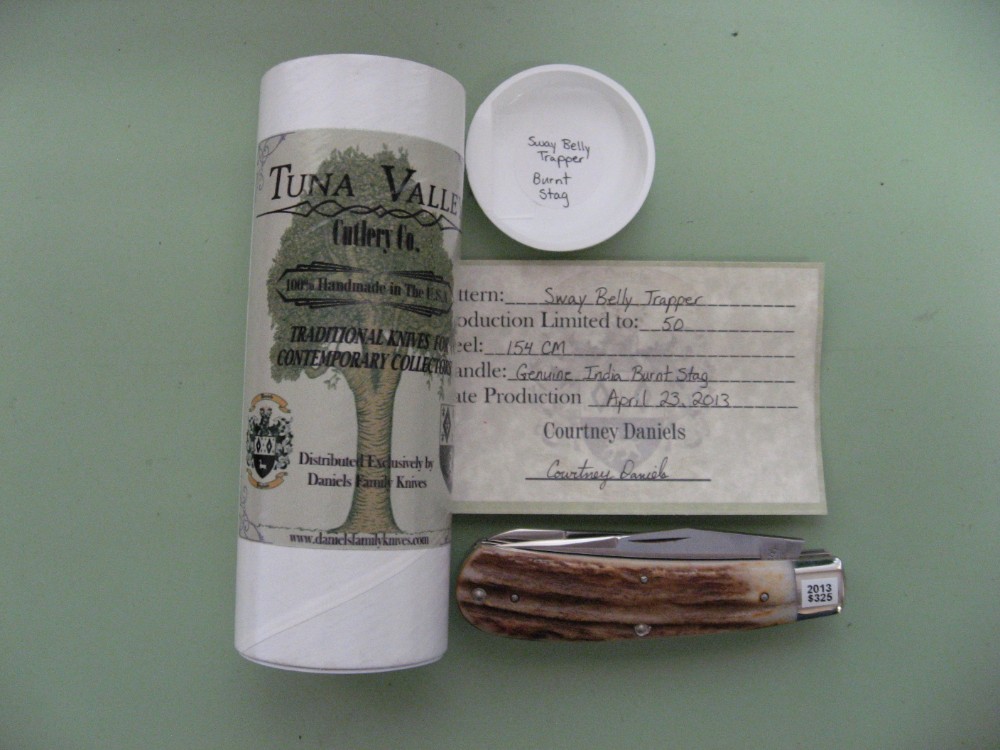 TUNA VALLE
Cutlery Co.
100% Handmade in The U.S.A.
TRADITIONAL KNIVES FOR
CONTEMPORARY COLLECTORS
Distributed Exclusively by
Daniels Family Knives
www.danielsfamilyknives.com
Sway Belly
Trapper
Burnt
Stag
ttern: Sway Belly Trapper
oduction Limited to: 50
eel: 154 CM
andle: Genuine India Burnt Stag
ate Production April 23, 2013
Courtney Daniels
Courtney Daniels
2013
$325